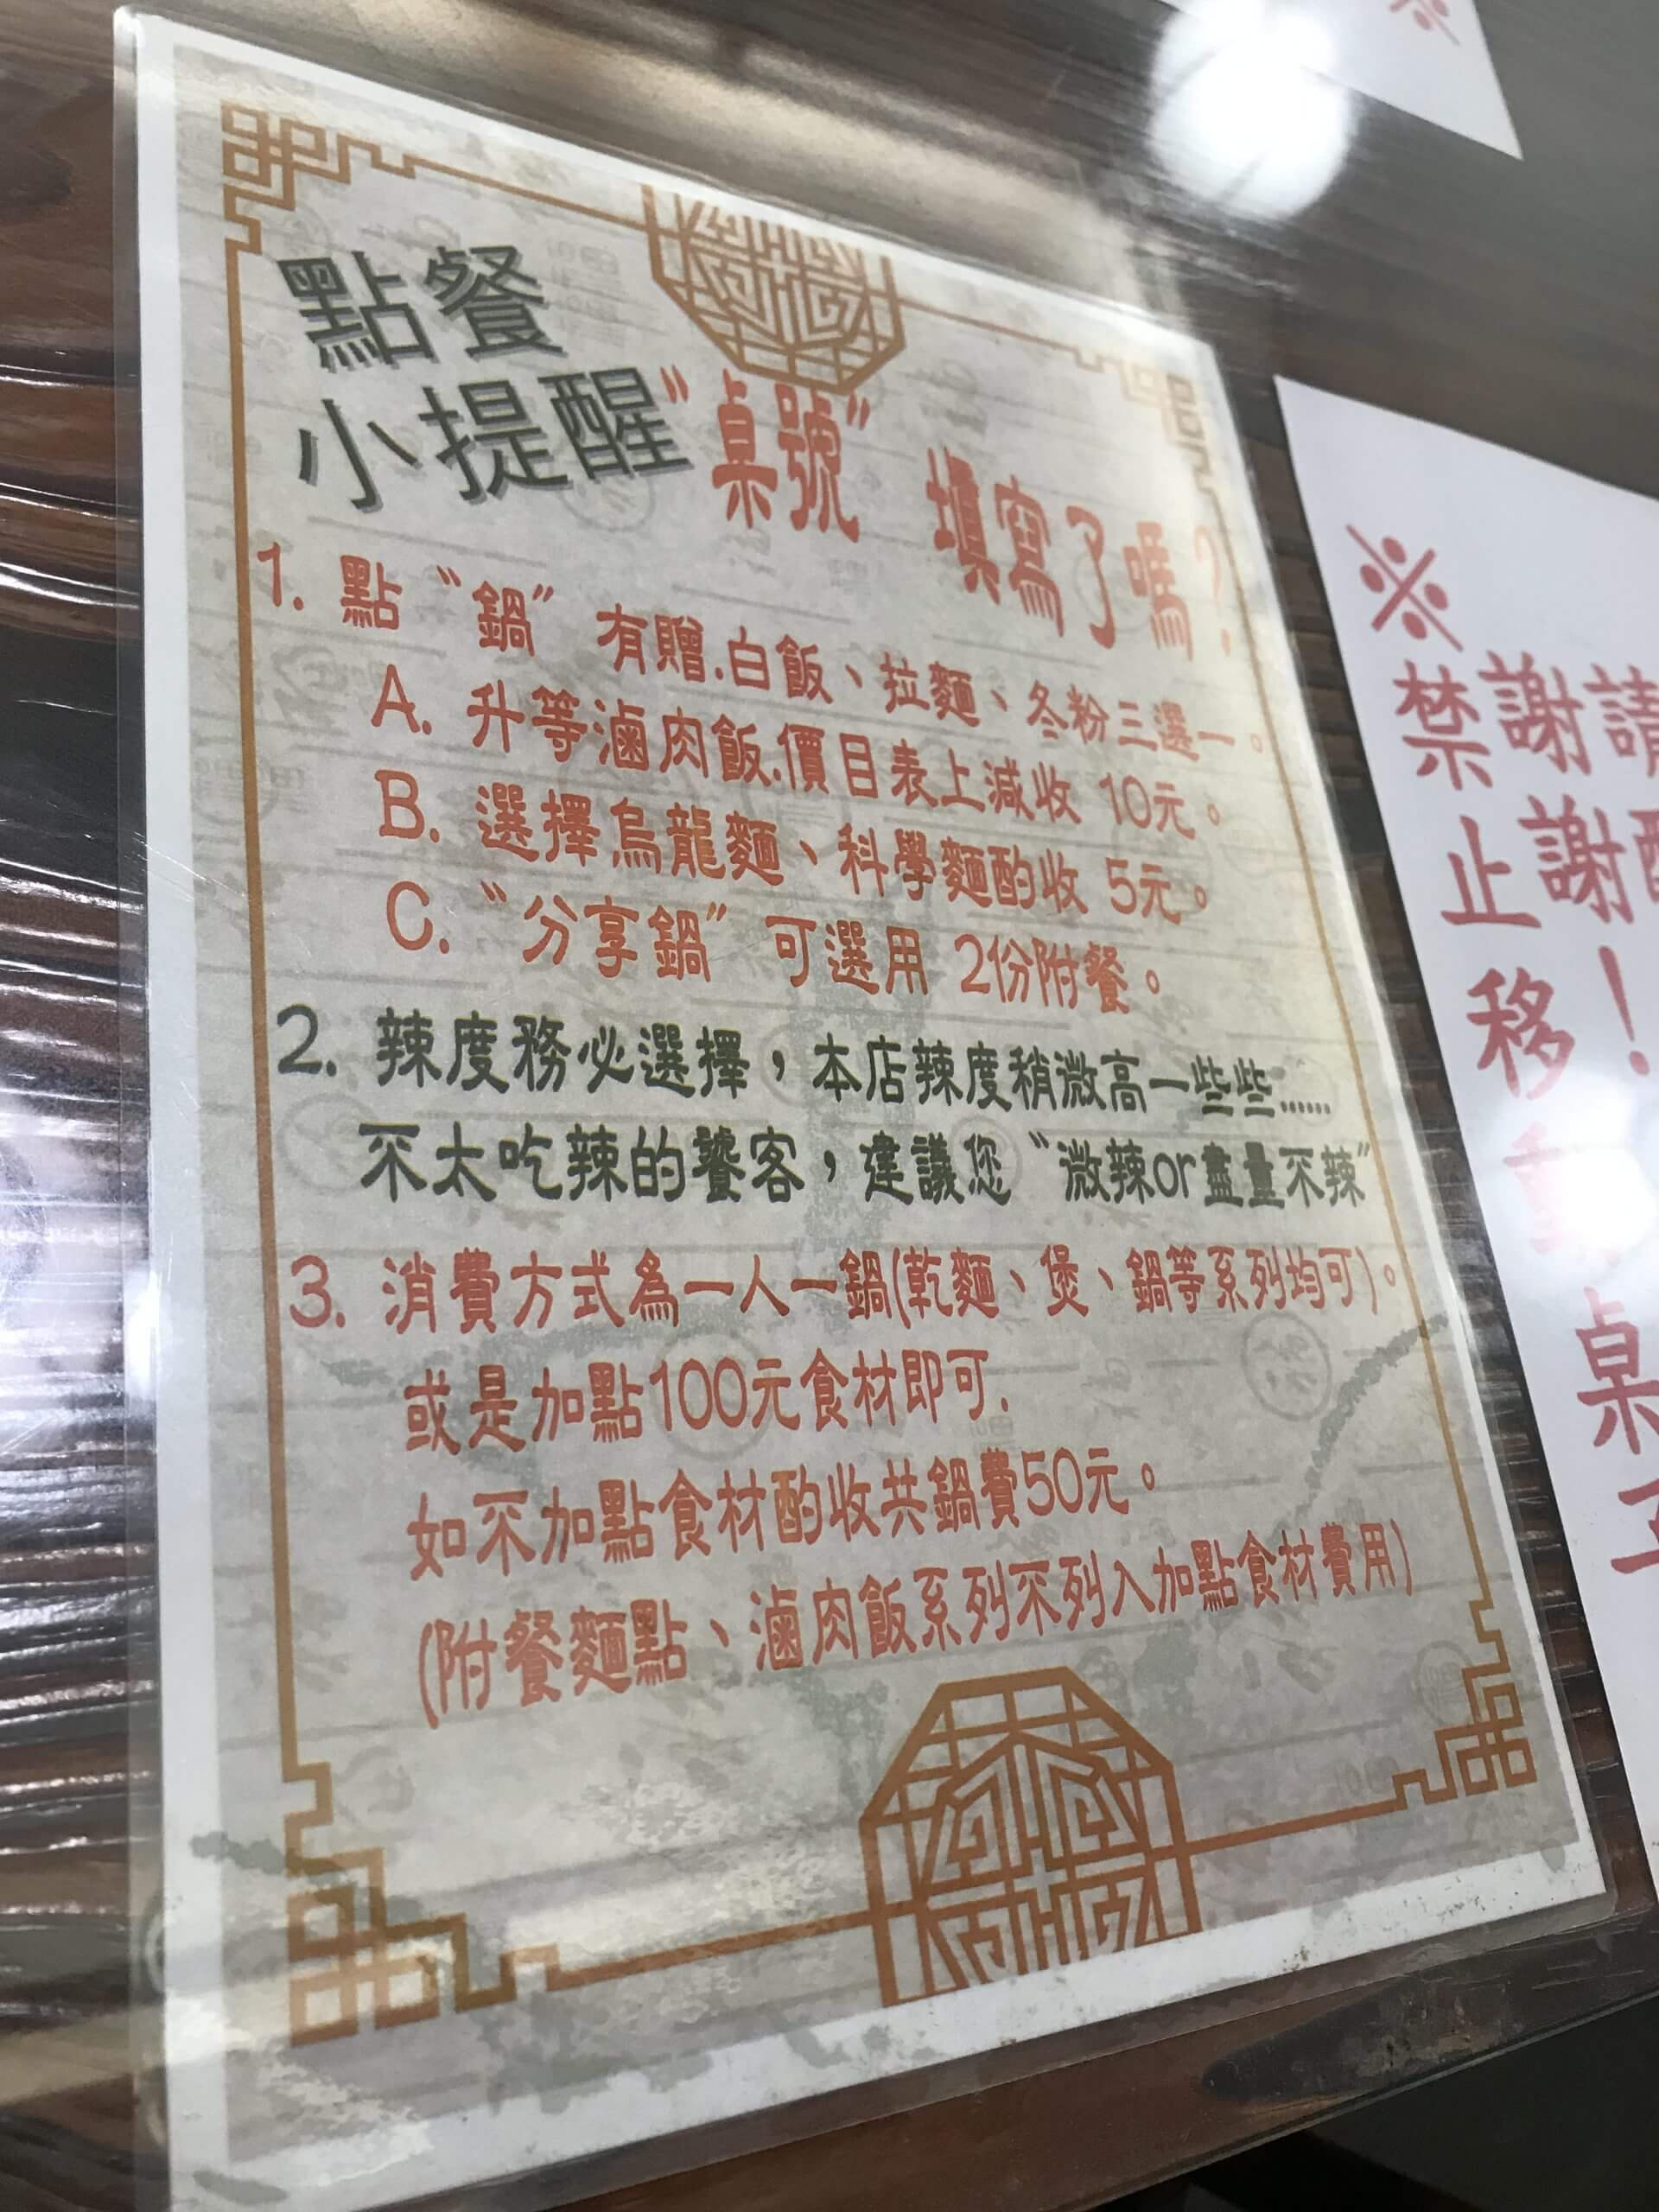 點餐
小提醒"桌號" 填寫了嗎?
1. 點"鍋" 有贈.白飯、拉麵、冬粉三選一。
A. 升等滷肉飯.價目表上減收 10元。
B. 選擇烏龍麵、科學麵酌收 5元。
C. "分享鍋" 可選用 2份附餐。
2. 辣度務必選擇,本店辣度稍微高一些些......
不太吃辣的饕客,建議您 "微辣or盡量不辣"
3. 消費方式為一人一鍋(乾麵、煲、鍋等系列均可)。
或是加點100元食材即可.
如不加點食材酌收共鍋費50元。
(附餐麵點、滷肉飯系列不列入加點食材費用)
※
禁止移動桌
謝謝!
請